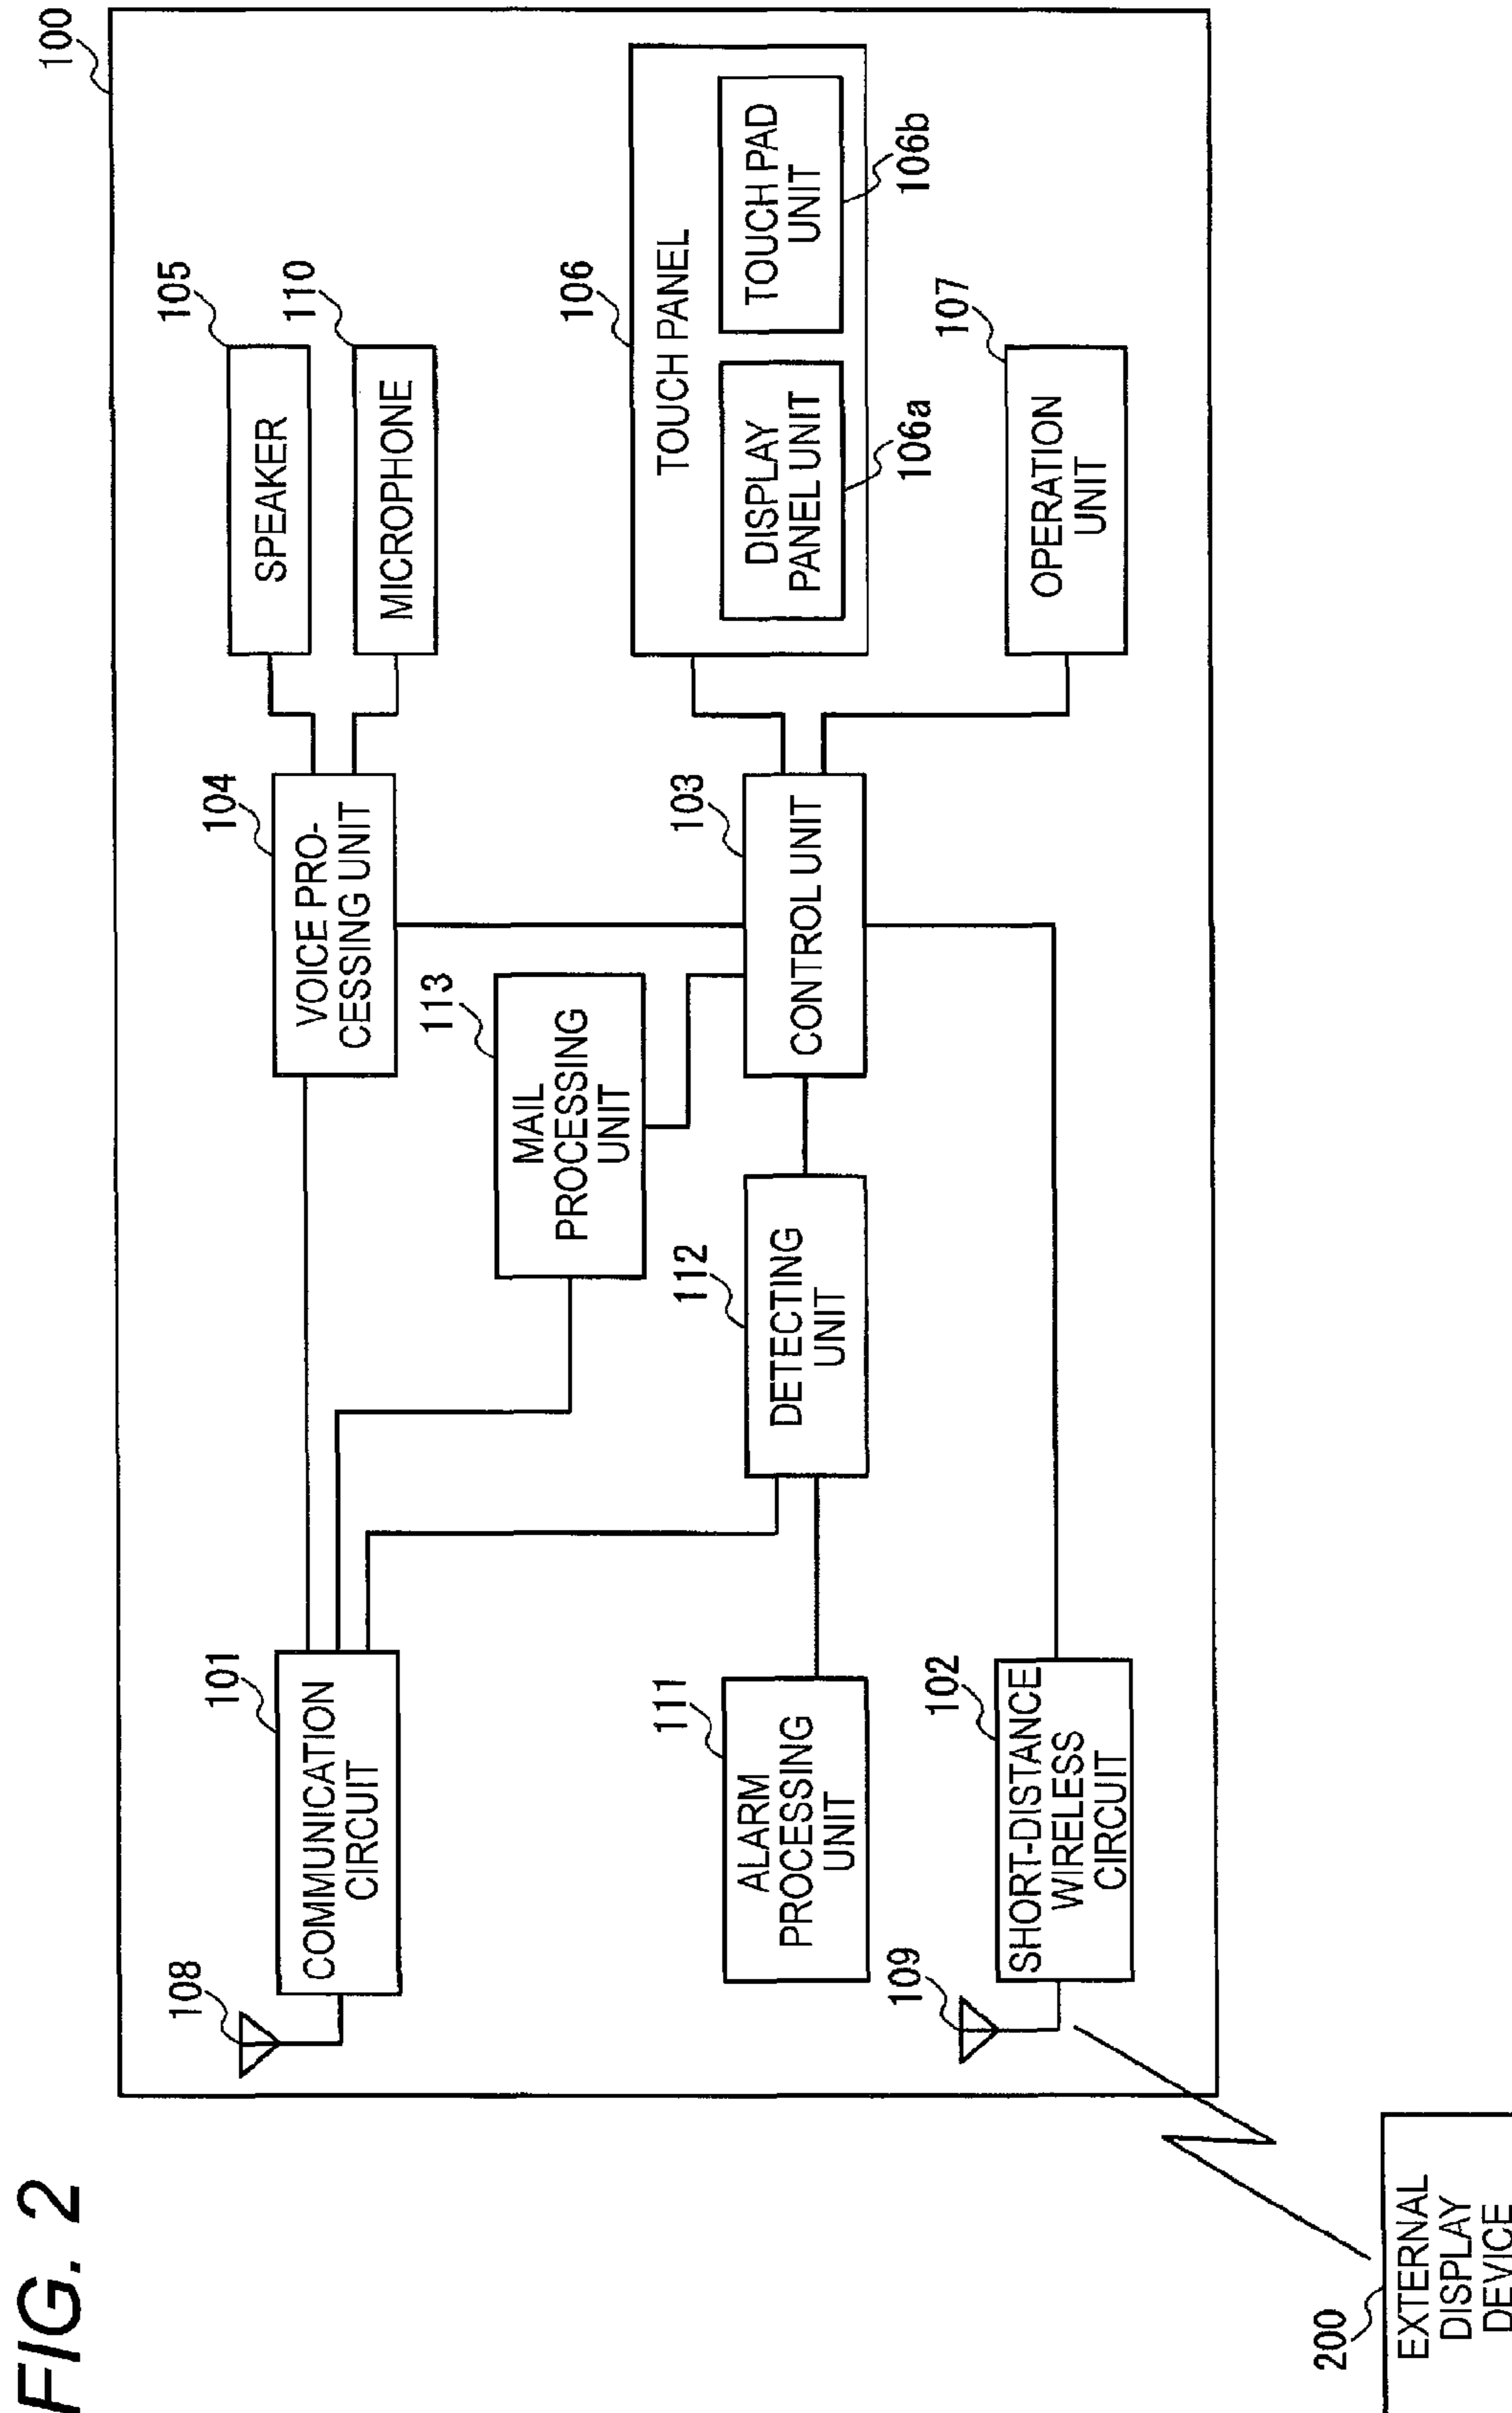 FIG. 2
100
108
101
COMMUNICATION
CIRCUIT
104
VOICE PRO-
CESSING UNIT
105
SPEAKER
110
MICROPHONE
113
MAIL
PROCESSING
UNIT
106
TOUCH PANEL
DISPLAY
PANEL UNIT
106a
TOUCH PAD
UNIT
106b
111
ALARM
PROCESSING
UNIT
112
DETECTING
UNIT
103
CONTROL UNIT
107
OPERATION
UNIT
109
102
SHORT-DISTANCE
WIRELESS
CIRCUIT
200
EXTERNAL
DISPLAY
DEVICE